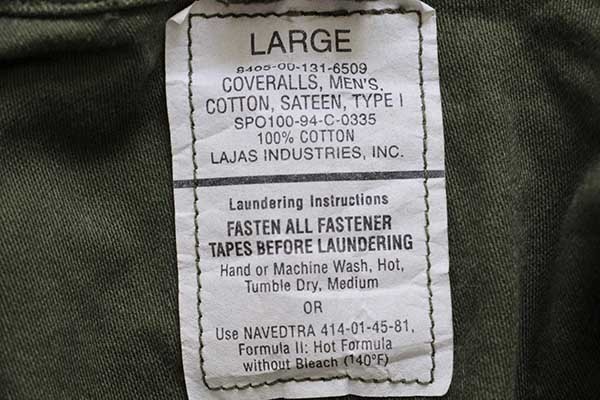 LARGE
8405-00-131-6509
COVERALLS, MEN'S,
COTTON, SATEEN, TYPE I
SPO100-94-C-0335
100% COTTON
LAJAS INDUSTRIES, INC.
Laundering Instructions
FASTEN ALL FASTENER
TAPES BEFORE LAUNDERING
Hand or Machine Wash, Hot,
Tumble Dry, Medium
OR
Use NAVEDTRA 414-01-45-81,
Formula II: Hot Formula
without Bleach (140°F)